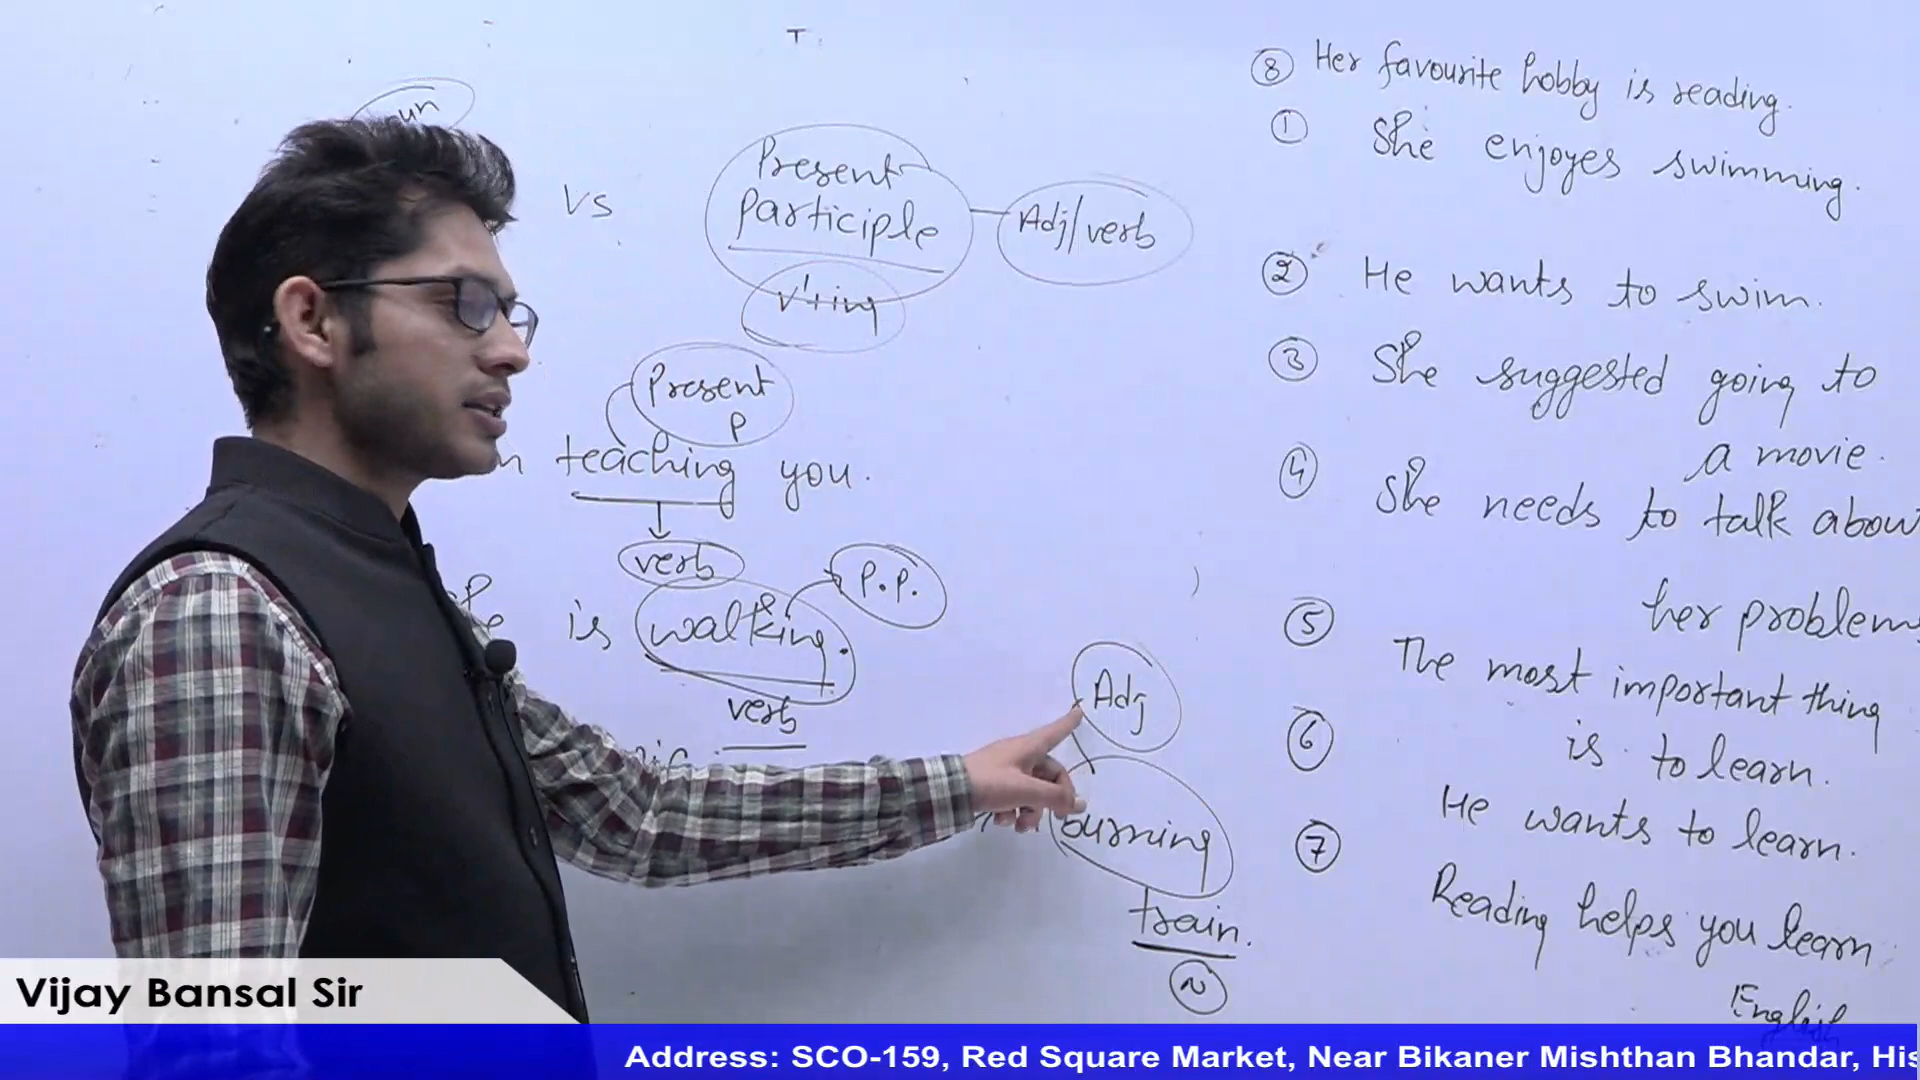 Vs
Present
participle
Adj/verb
v'+ing
Present
P
teaching you.
verb
P.P.
is walking.
verb
Adj
burning
train.
N
⑧ Her favourite hobby is reading.
① She enjoyes swimming.
② He wants to swim.
③ She suggested going to
a movie.
④ She needs to talk abou
her problem
⑤ The most important thing
is to learn.
⑥ He wants to learn.
⑦ Reading helps you learn
English
Vijay Bansal Sir
Address: SCO-159, Red Square Market, Near Bikaner Mishthan Bhandar, His